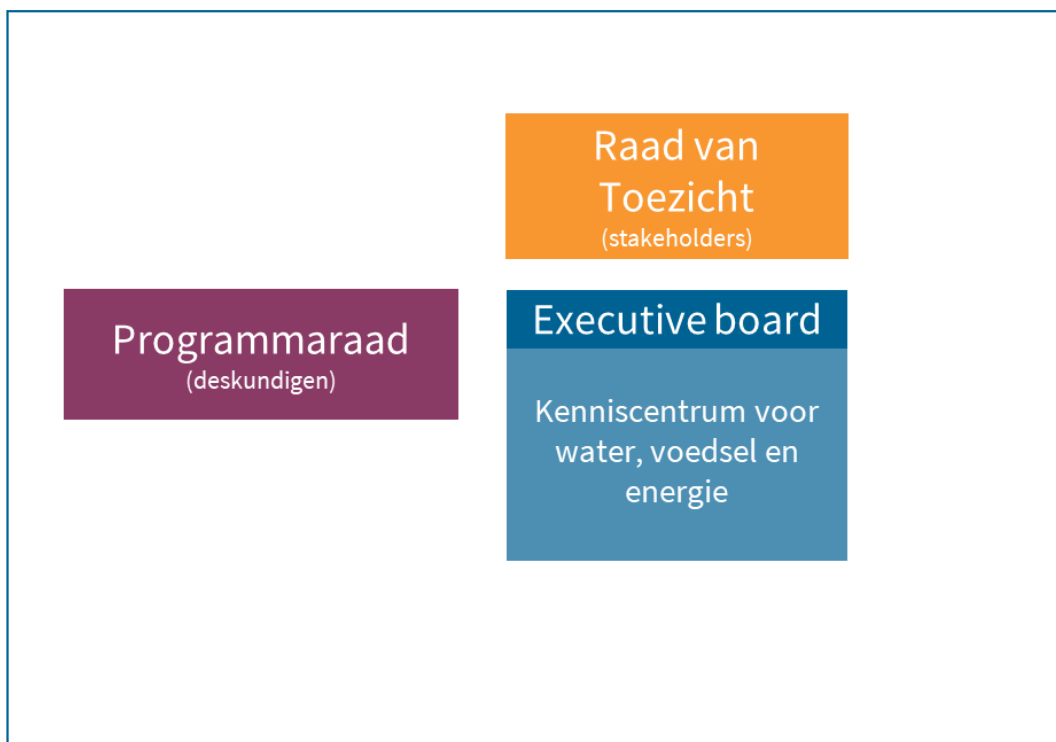 Raad van
Toezicht
(stakeholders)
Programmaraad
(deskundigen)
Executive board
Kenniscentrum voor
water, voedsel en
energie